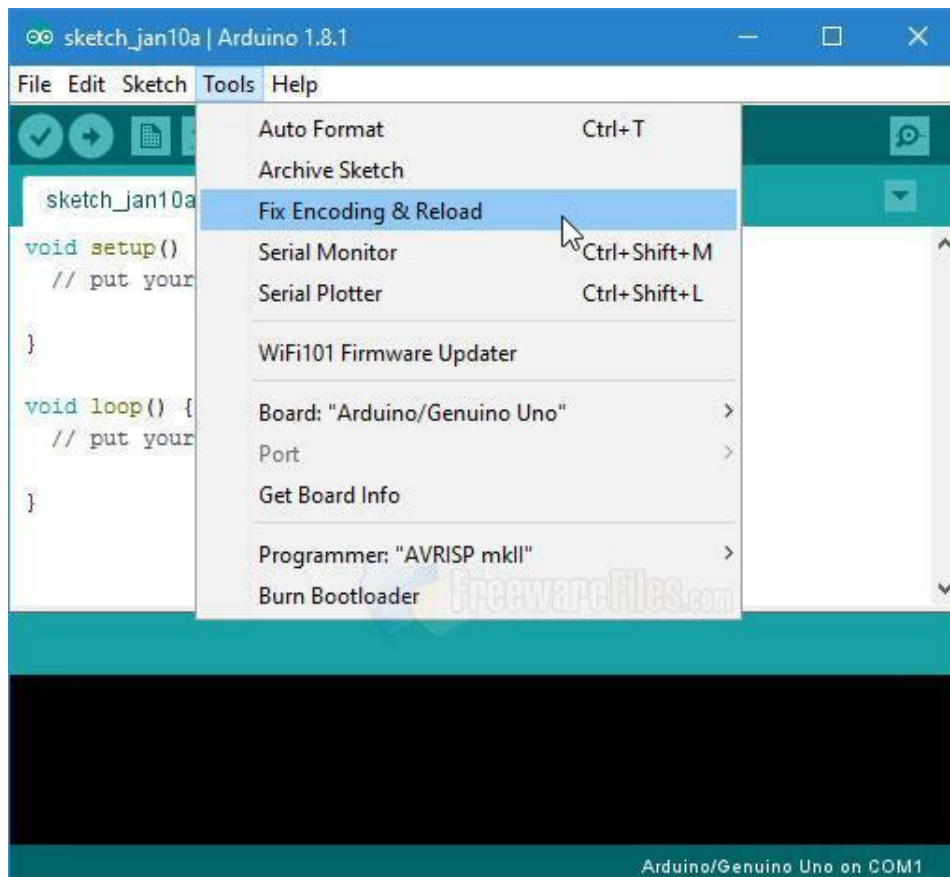 sketch_jan10a | Arduino 1.8.1
File Edit Sketch Tools Help
Auto Format Ctrl+T
Archive Sketch
sketch_jan10a
Fix Encoding & Reload
void setup()
Serial Monitor Ctrl+Shift+M
// put your
Serial Plotter Ctrl+Shift+L
}
WiFi101 Firmware Updater
void loop() {
Board: "Arduino/Genuino Uno"
// put your
Port
Get Board Info
}
Programmer: "AVRISP mkII"
Burn Bootloader
FreewareFiles.com
Arduino/Genuino Uno on COM1